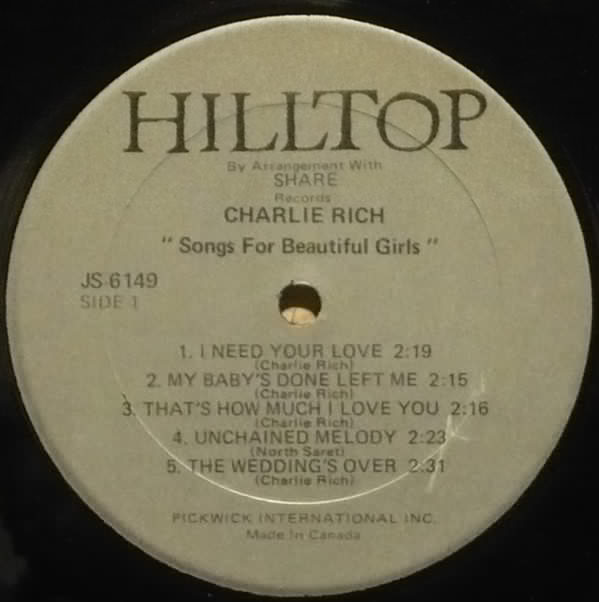 HILLTOP
By Arrangement With
SHARE
Records
CHARLIE RICH
" Songs For Beautiful Girls "
JS-6149
SIDE 1
1. I NEED YOUR LOVE 2:19
(Charlie Rich)
2. MY BABY'S DONE LEFT ME 2:15
(Charlie Rich)
3. THAT'S HOW MUCH I LOVE YOU 2:16
(Charlie Rich)
4. UNCHAINED MELODY 2:23
(North Saret)
5. THE WEDDING'S OVER 2:31
(Charlie Rich)
PICKWICK INTERNATIONAL INC.
Made In Canada